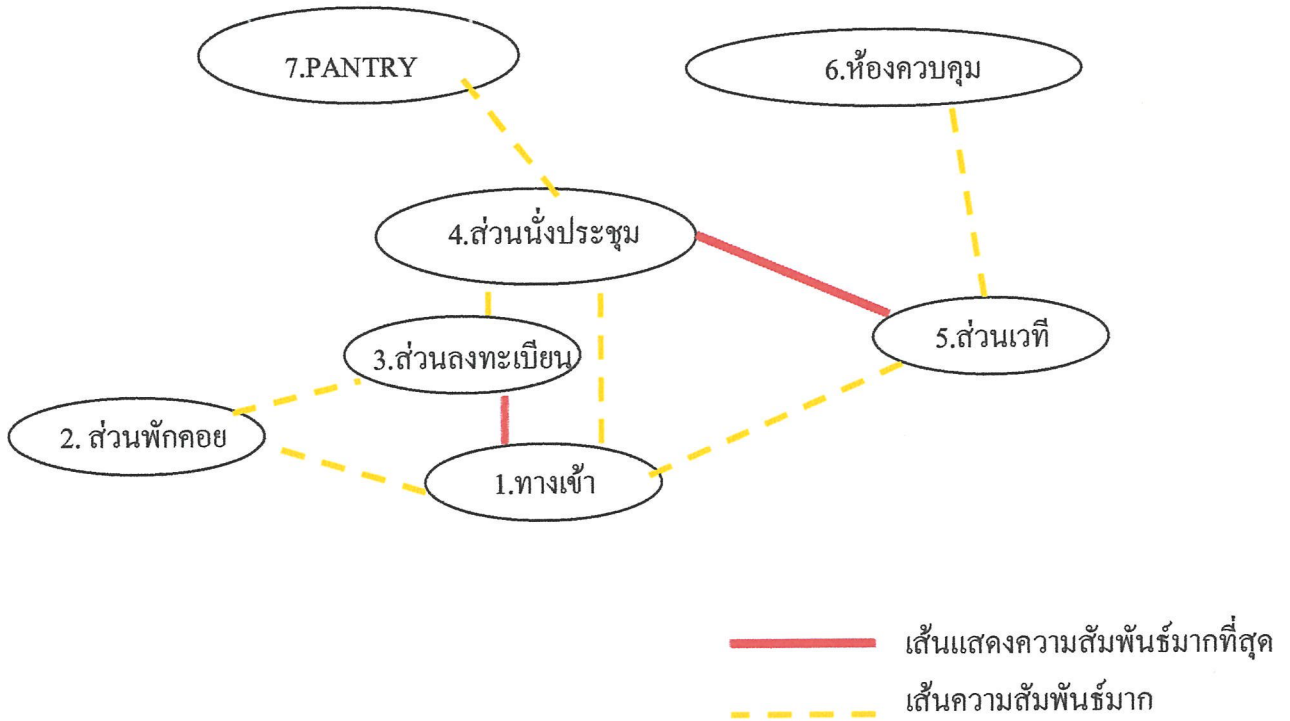 7.PANTRY
6.ห้องควบคุม
4.ส่วนนั่งประชุม
5.ส่วนเวที
3.ส่วนลงทะเบียน
2. ส่วนพักคอย
1.ทางเข้า
เส้นแสดงความสัมพันธ์มากที่สุด
เส้นความสัมพันธ์มาก